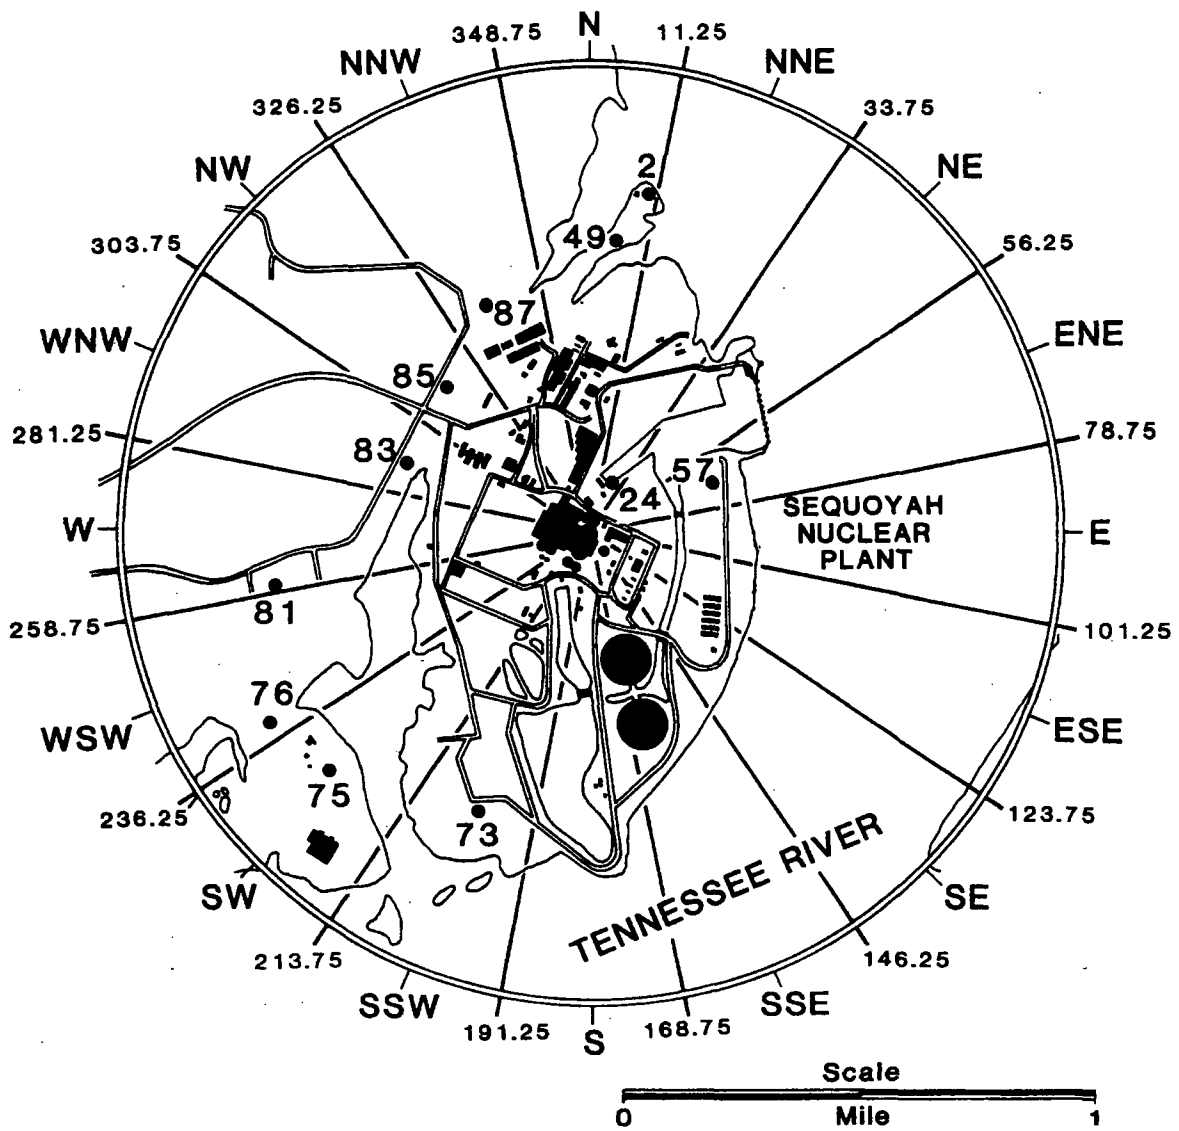 N
348.75
11.25
NNW
NNE
326.25
33.75
NW
NE
2
303.75
49
56.25
87
WNW
ENE
85
281.25
78.75
83
57
24
W
SEQUOYAH
NUCLEAR
PLANT
E
81
258.75
101.25
76
WSW
ESE
75
236.25
73
123.75
TENNESSEE RIVER
SW
SE
213.75
146.25
SSW
SSE
191.25
168.75
S
Scale
0
Mile
1